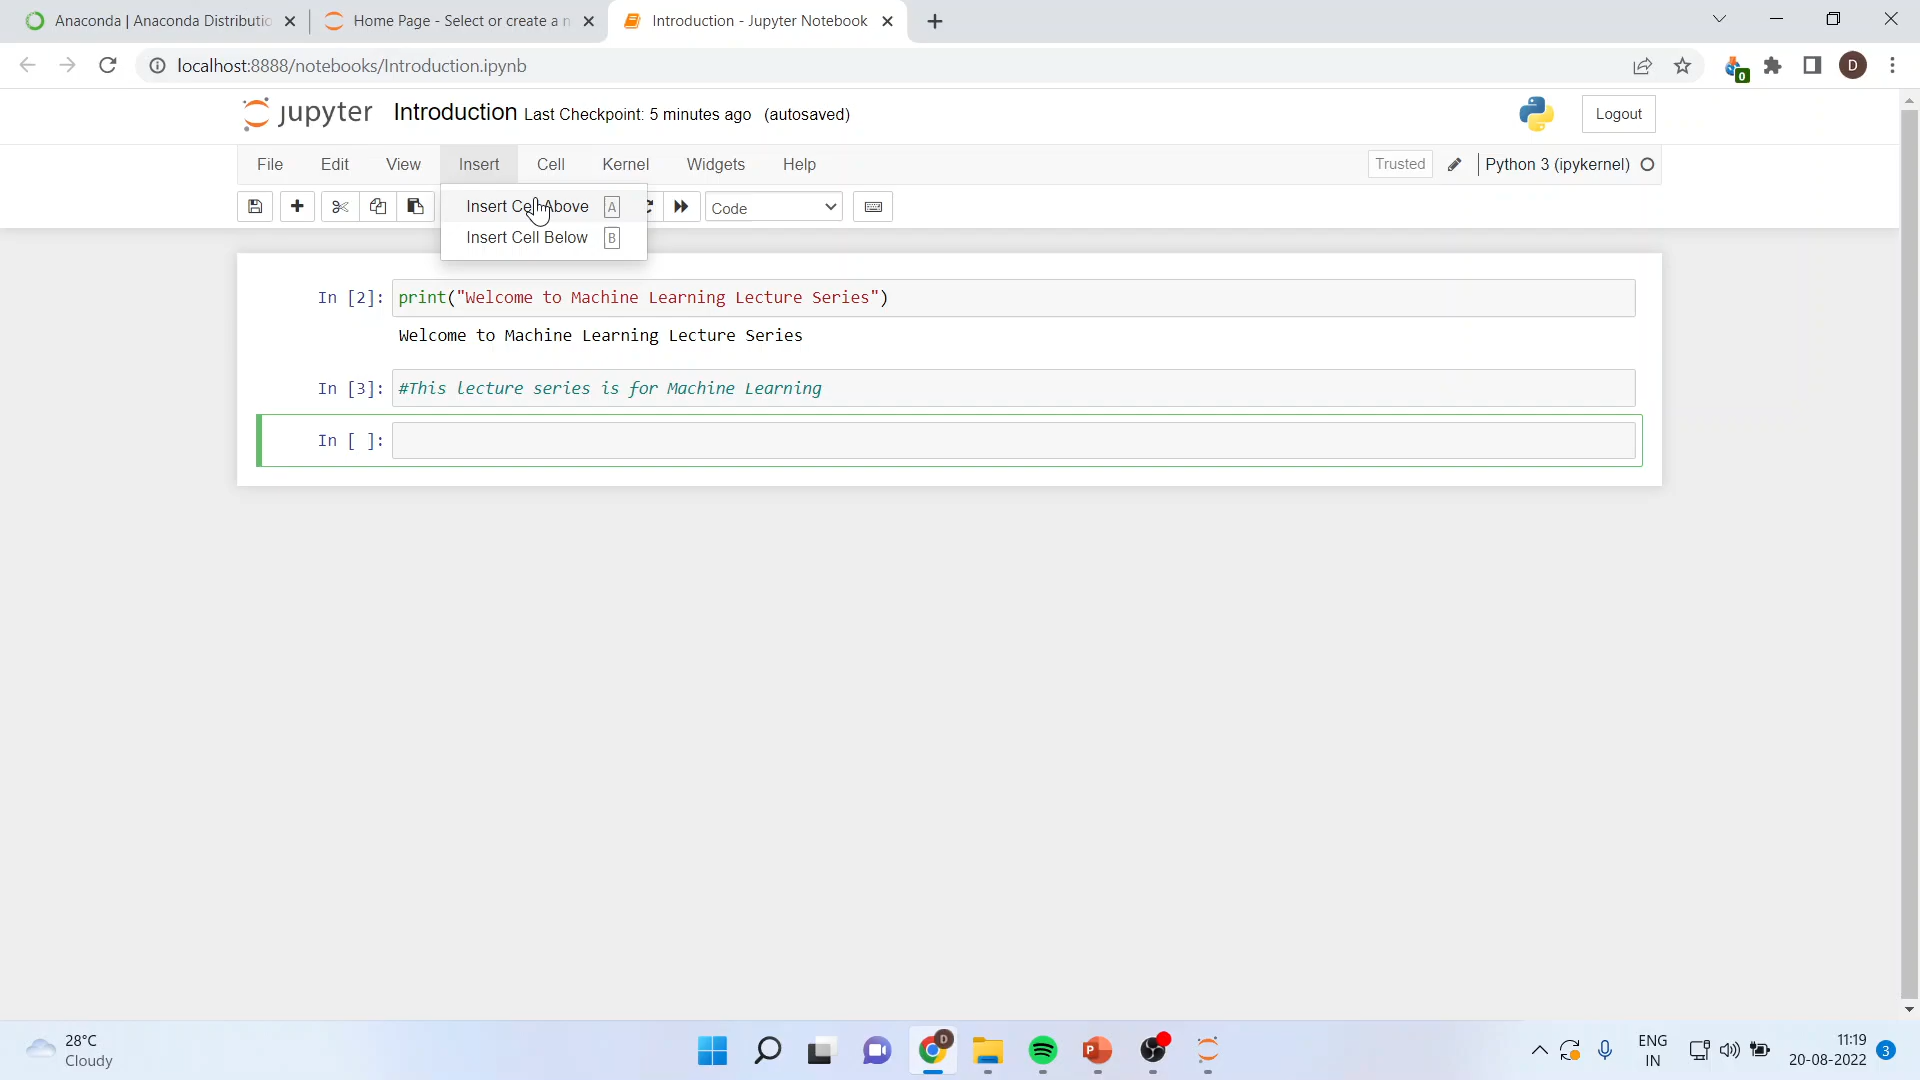 Anaconda | Anaconda Distributio
Home Page - Select or create a n
Introduction - Jupyter Notebook
localhost:8888/notebooks/Introduction.ipynb
0
D
jupyter Introduction Last Checkpoint: 5 minutes ago (autosaved)
Logout
File Edit View Insert Cell Kernel Widgets Help
Trusted Python 3 (ipykernel)
Insert Cell Above A
Code
Insert Cell Below B
In [2]: print("Welcome to Machine Learning Lecture Series")
Welcome to Machine Learning Lecture Series
In [3]: #This lecture series is for Machine Learning
In [ ]:
28°C
Cloudy
D
P
ENG
IN
11:19
20-08-2022
3